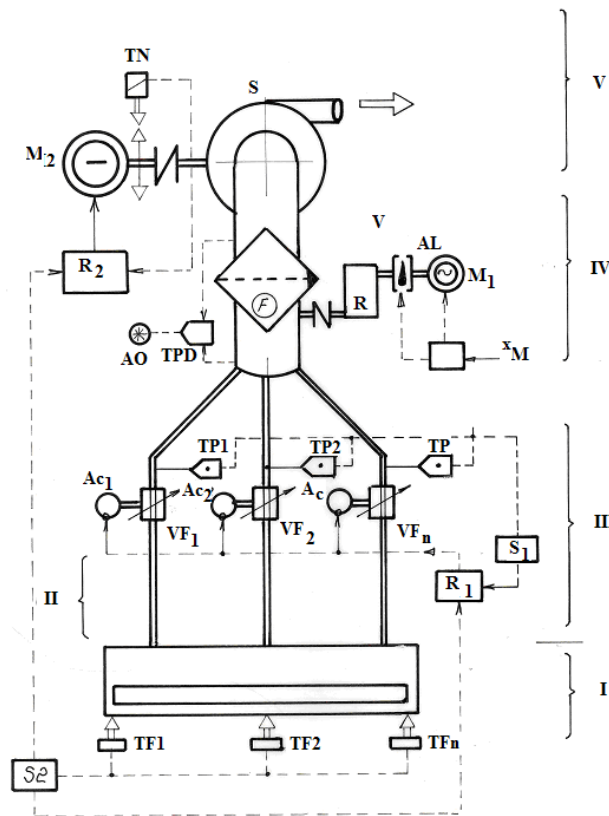 TN
S
V
M2
V
AL
IV
R2
R
M1
F
xM
AO
TPD
TP1
TP2
TP
Ac1
Ac2
Ac
VF1
VF2
VFn
III
S1
II
R1
I
TF1
TF2
TFn
S2